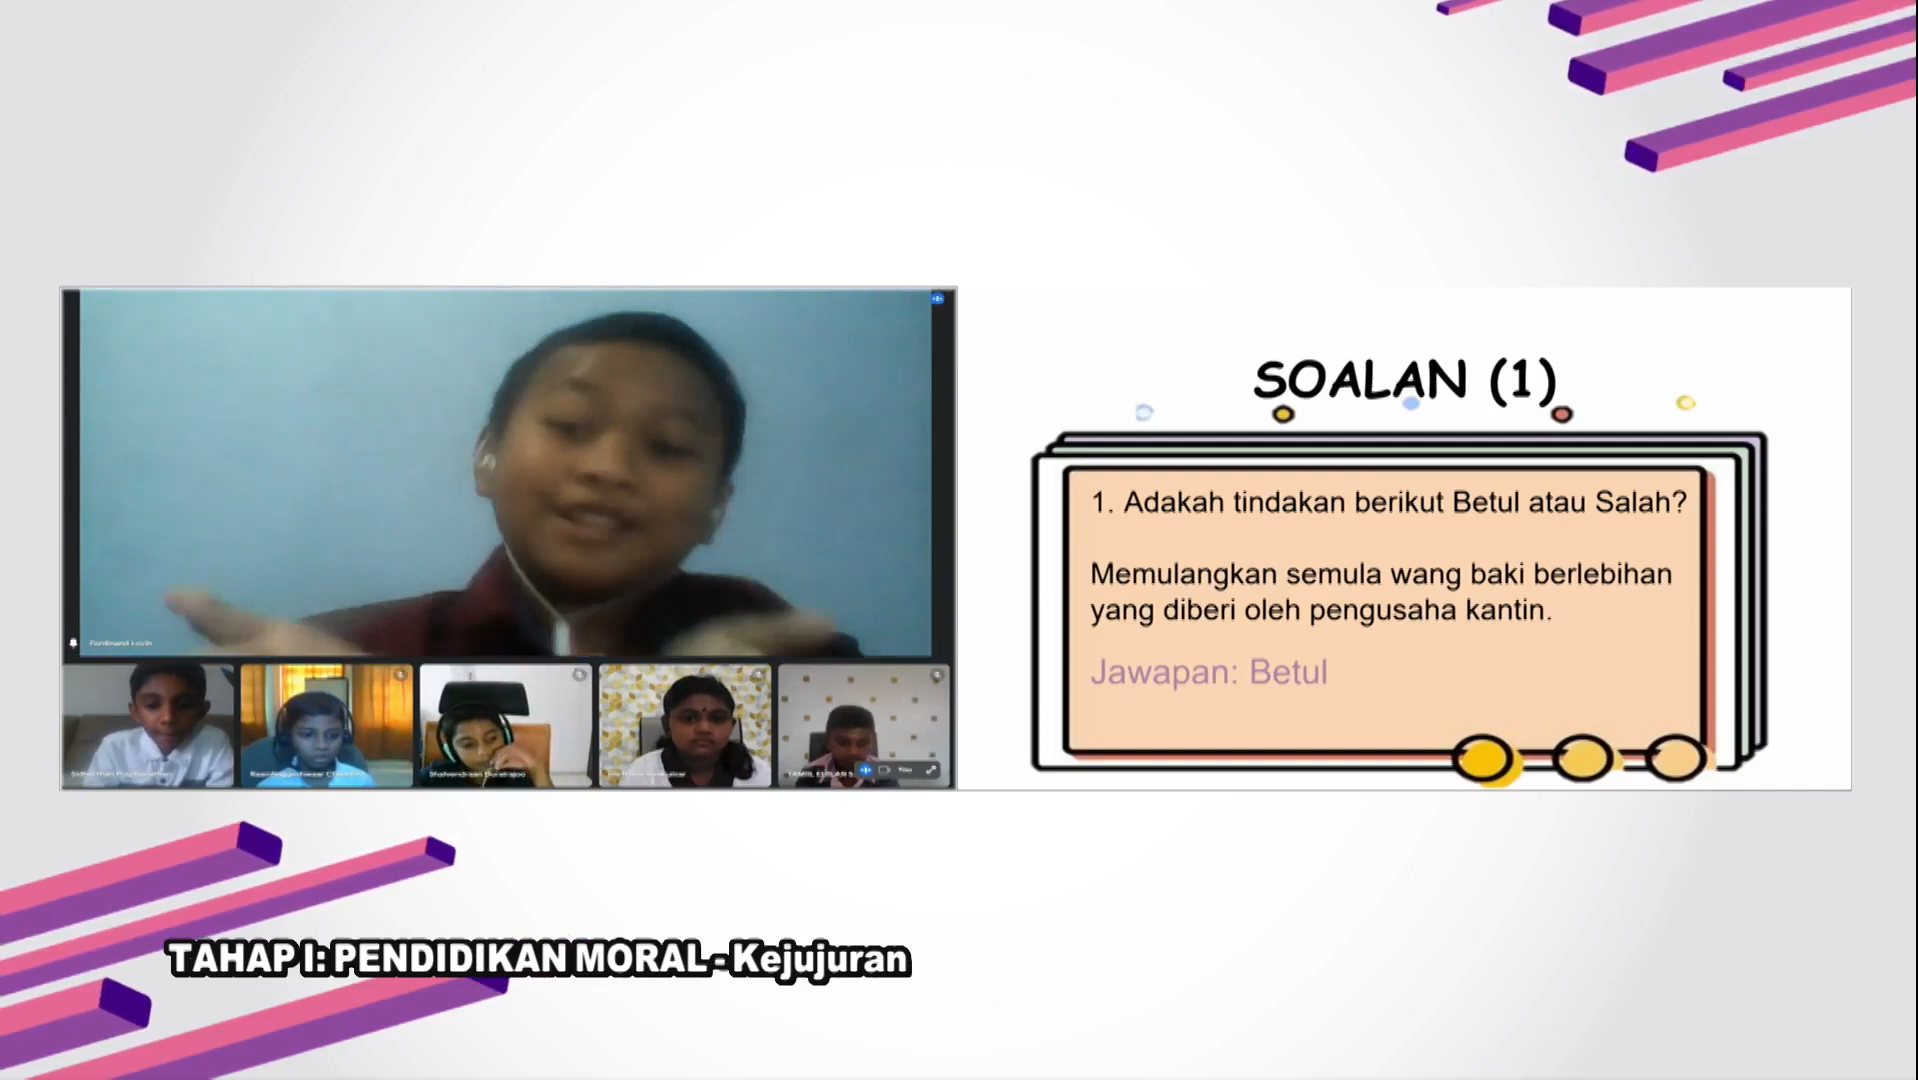 SOALAN (1)
1. Adakah tindakan berikut Betul atau Salah?
Memulangkan semula wang baki berlebihan
yang diberi oleh pengusaha kantin.
Jawapan: Betul
You
TAHAP I: PENDIDIKAN MORAL - Kejujuran